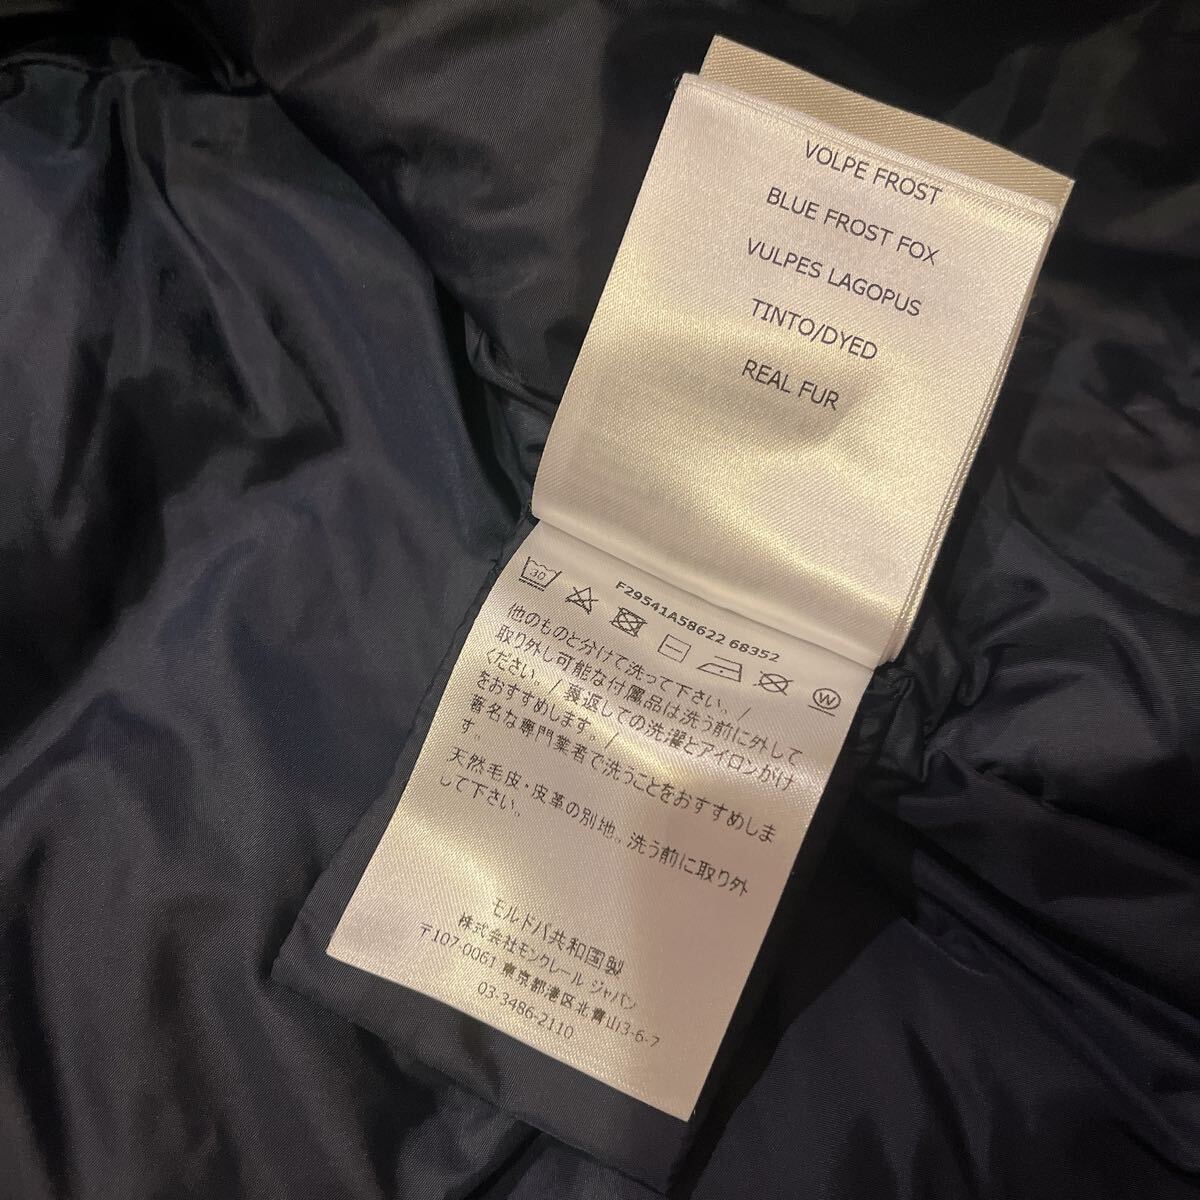 VOLPE FROST
BLUE FROST FOX
VULPES LAGOPUS
TINTO/DYED
REAL FUR
F29541A58622 68352
30
W
他のものと分けて洗って下さい。/
取り外し可能な付属品は洗う前に外して
ください。/裏返しての洗濯とアイロンがけ
をおすすめします。/
著名な専門業者で洗うことをおすすめしま
す。
天然毛皮・皮革の別地。洗う前に取り外
して下さい。
モルドバ共和国製
株式会社モンクレール ジャパン
〒107-0061 東京都港区北青山3-6-7
03-3486-2110